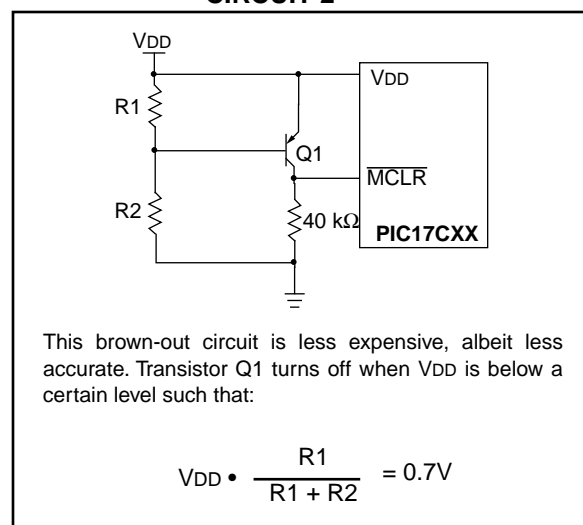 CIRCUIT 2
VDD
VDD
R1
Q1
MCLR
R2
40 kΩ
PIC17CXX
This brown-out circuit is less expensive, albeit less
accurate. Transistor Q1 turns off when VDD is below a
certain level such that:
VDD • R1 / R1 + R2 = 0.7V